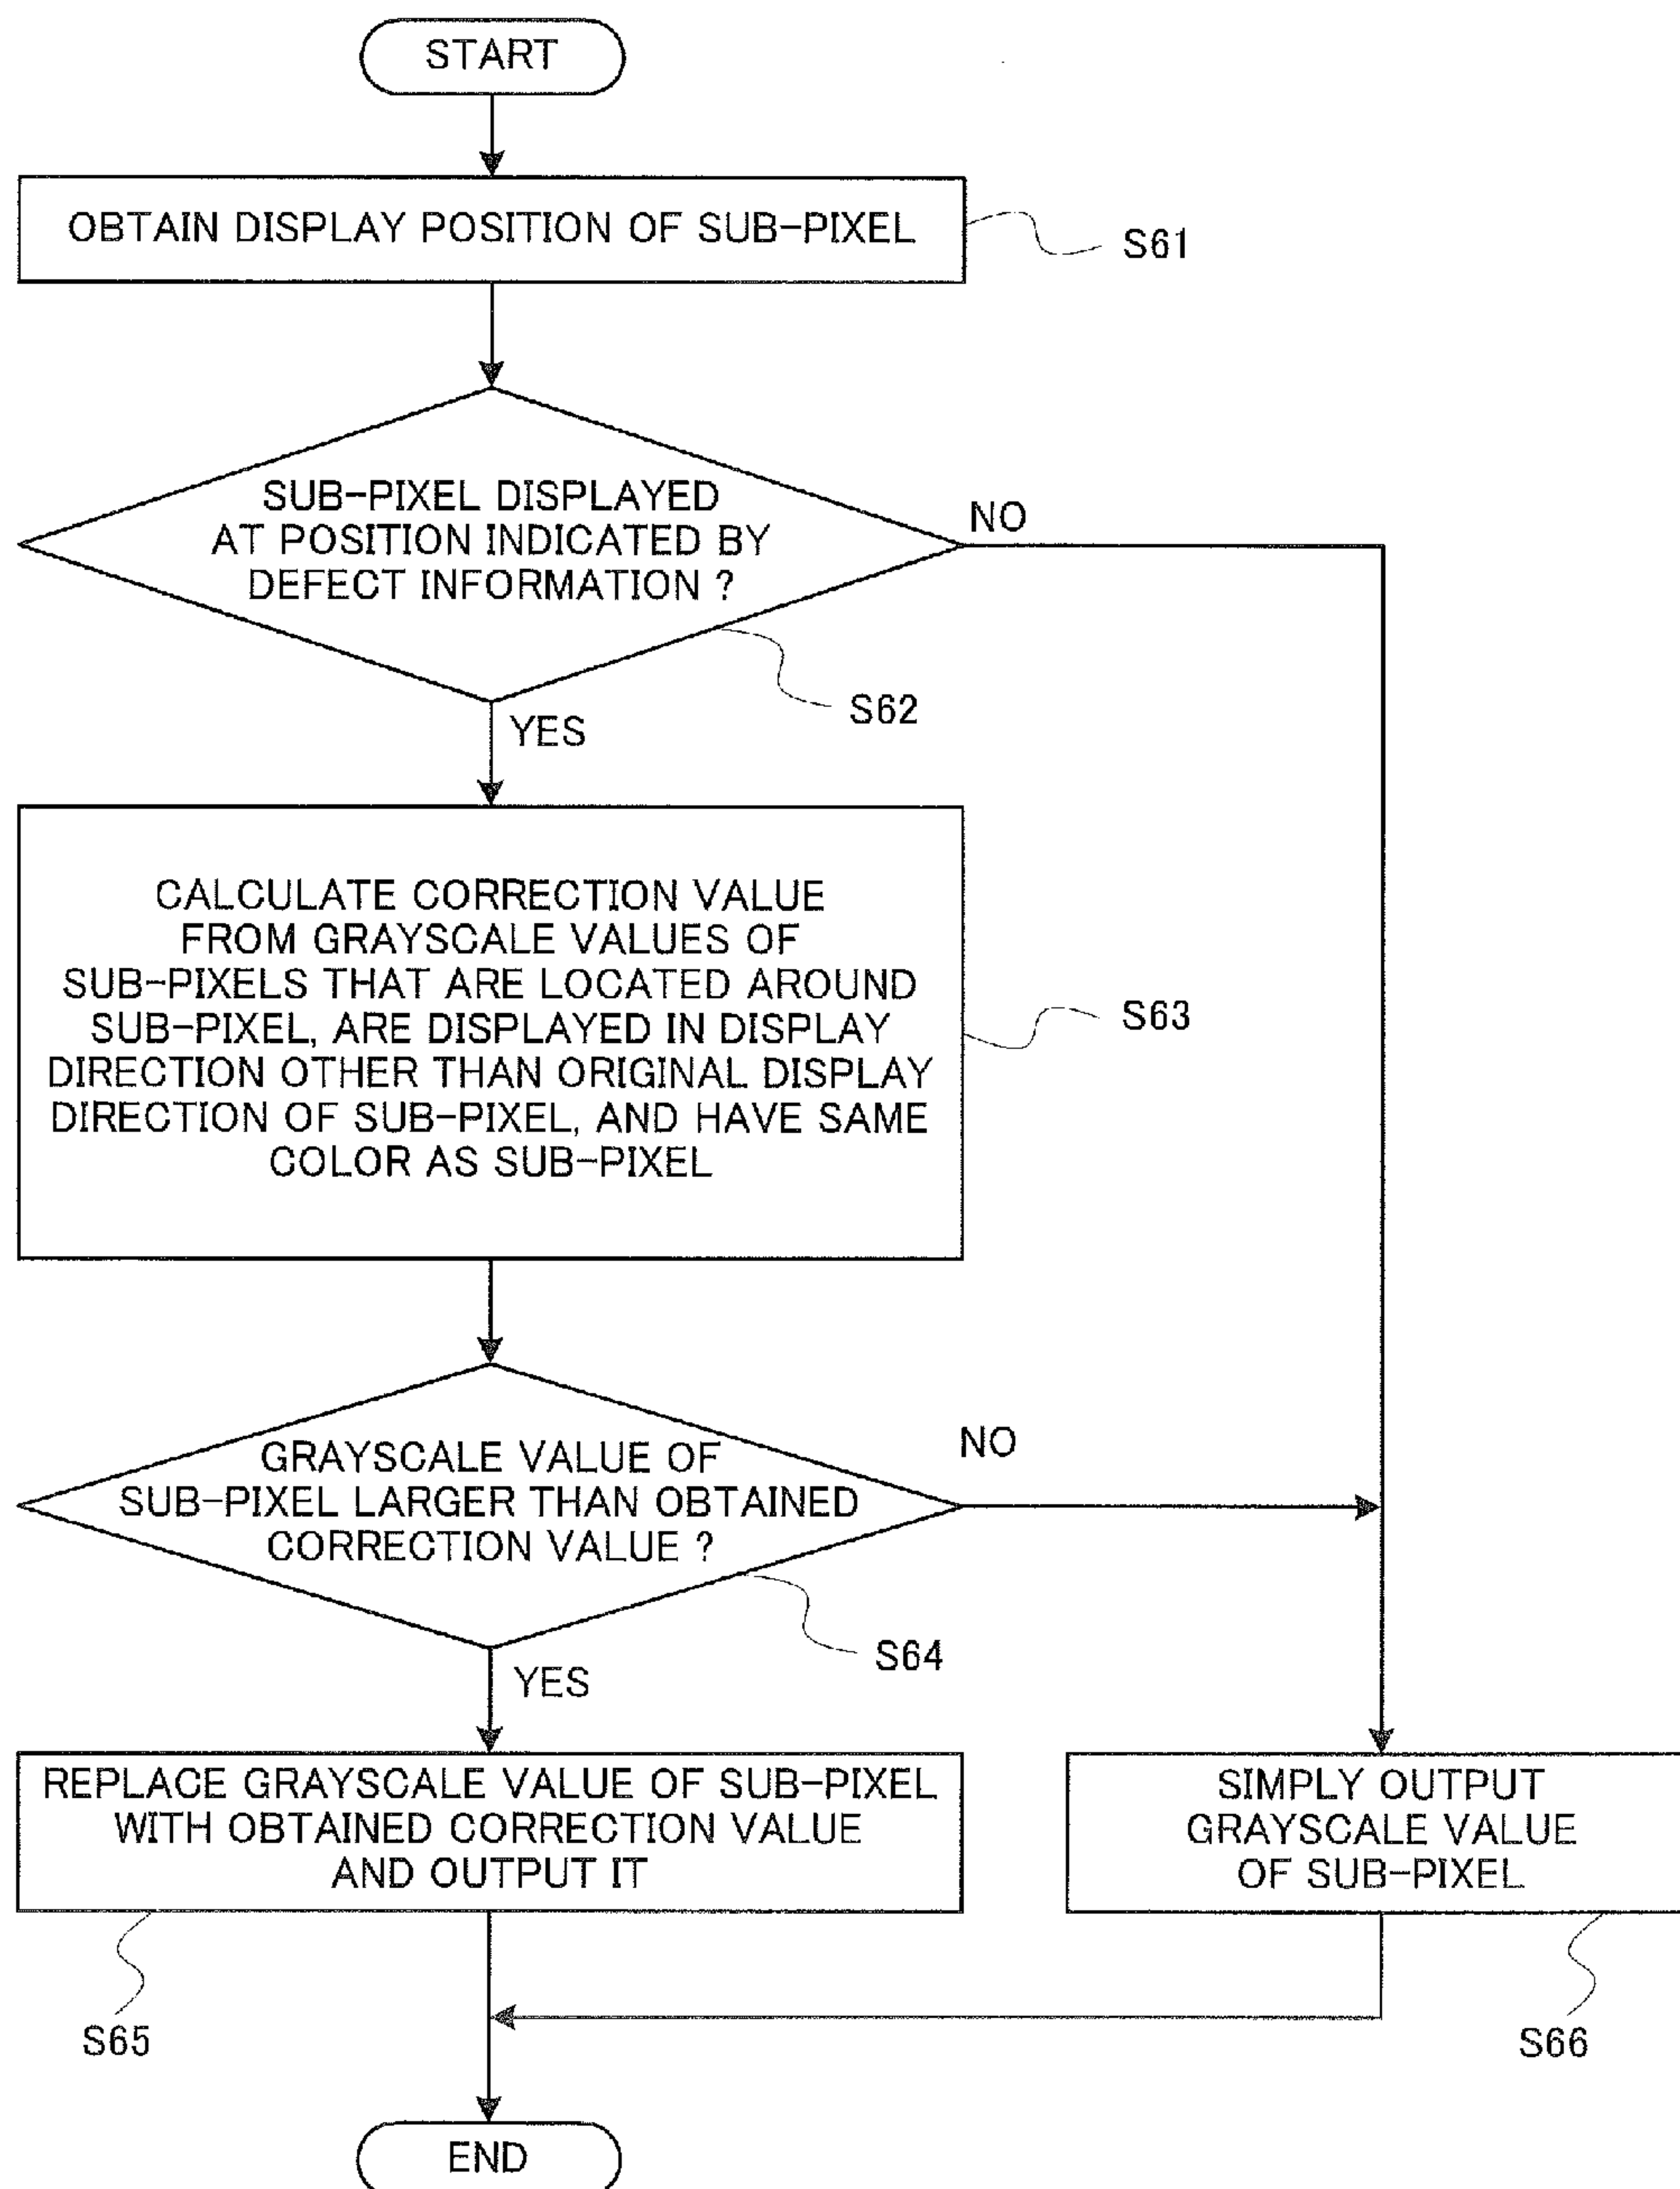 START
OBTAIN DISPLAY POSITION OF SUB-PIXEL
S61
SUB-PIXEL DISPLAYED
AT POSITION INDICATED BY
DEFECT INFORMATION ?
NO
S62
YES
CALCULATE CORRECTION VALUE
FROM GRAYSCALE VALUES OF
SUB-PIXELS THAT ARE LOCATED AROUND
SUB-PIXEL, ARE DISPLAYED IN DISPLAY
DIRECTION OTHER THAN ORIGINAL DISPLAY
DIRECTION OF SUB-PIXEL, AND HAVE SAME
COLOR AS SUB-PIXEL
S63
GRAYSCALE VALUE OF
SUB-PIXEL LARGER THAN OBTAINED
CORRECTION VALUE ?
NO
S64
YES
REPLACE GRAYSCALE VALUE OF SUB-PIXEL
WITH OBTAINED CORRECTION VALUE
AND OUTPUT IT
S65
SIMPLY OUTPUT
GRAYSCALE VALUE
OF SUB-PIXEL
S66
END